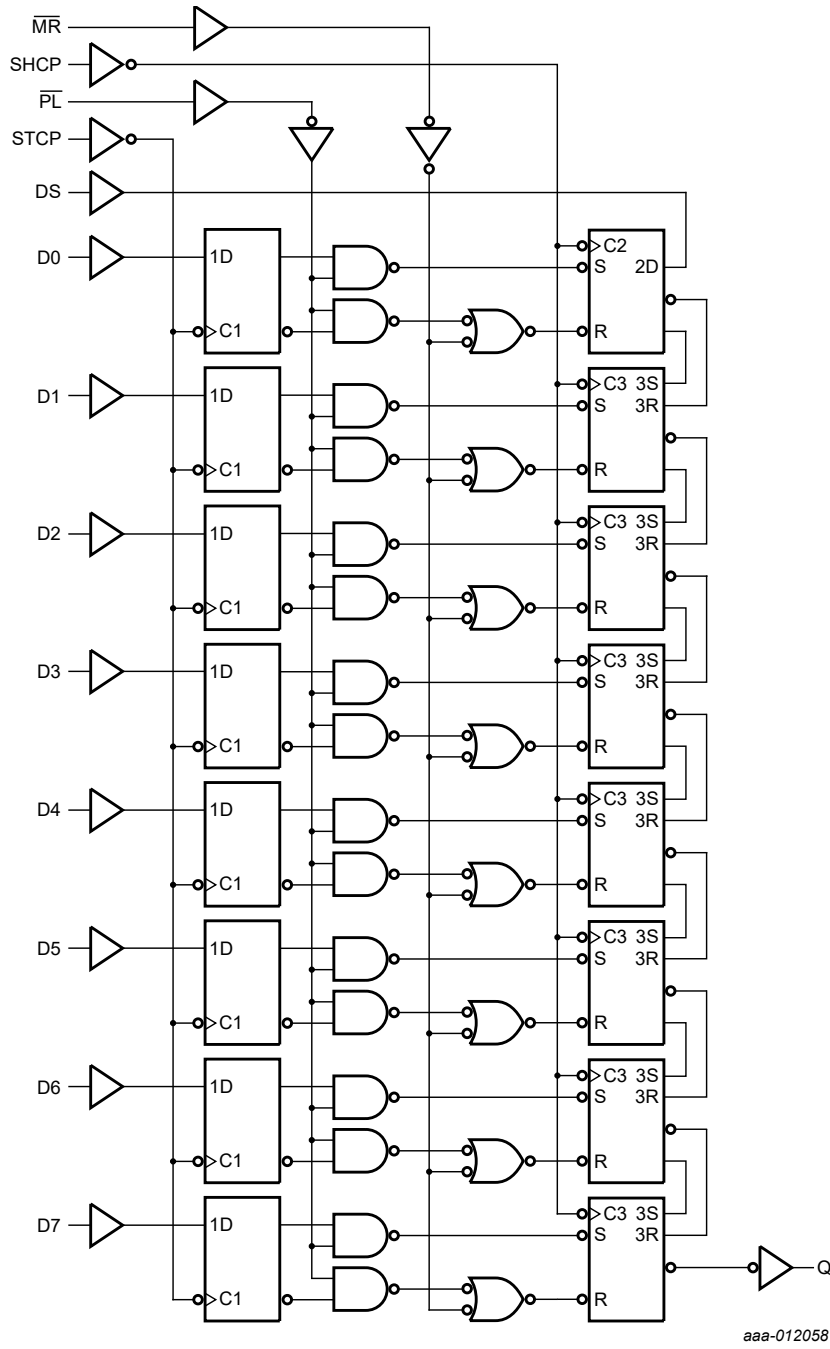 MR
SHCP
PL
STCP
DS
D0
1D
C1
C2
S 2D
R
D1
1D
C1
C3 3S
S 3R
R
D2
1D
C1
C3 3S
S 3R
R
D3
1D
C1
C3 3S
S 3R
R
D4
1D
C1
C3 3S
S 3R
R
D5
1D
C1
C3 3S
S 3R
R
D6
1D
C1
C3 3S
S 3R
R
D7
1D
C1
C3 3S
S 3R
R
Q
aaa-012058